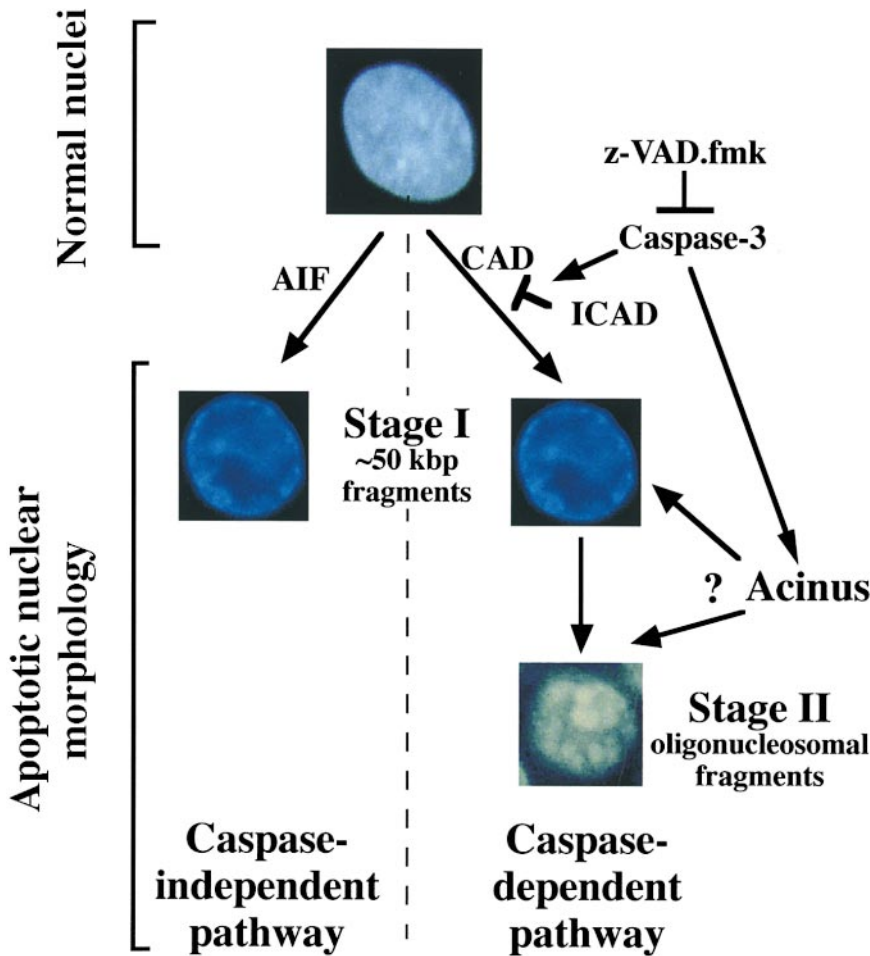 Normal nuclei
z-VAD.fmk
Caspase-3
AIF
CAD
ICAD
Apoptotic nuclear
morphology
Stage I
~50 kbp
fragments
? Acinus
Stage II
oligonucleosomal
fragments
Caspase-
independent
pathway
Caspase-
dependent
pathway